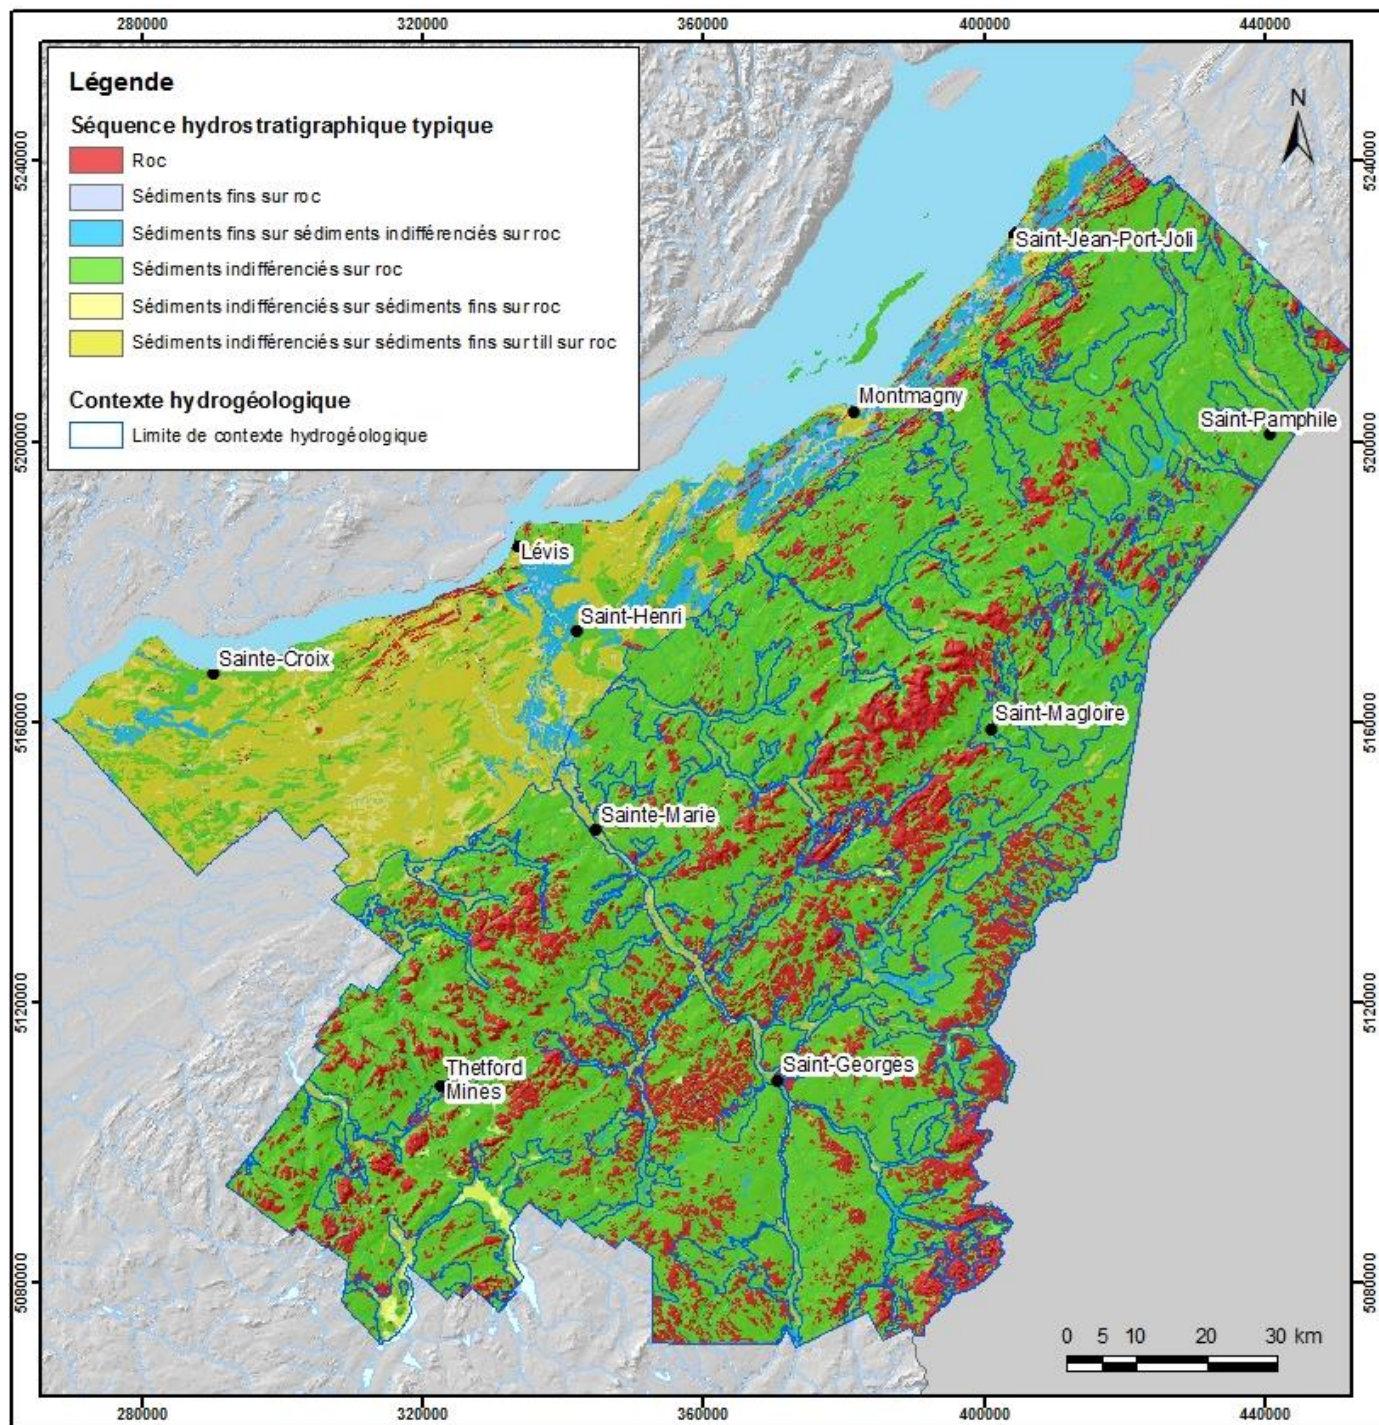 280000
320000
360000
400000
440000
Légende
Séquence hydrostratigraphique typique
Roc
Sédiments fins sur roc
Sédiments fins sur sédiments indifférenciés sur roc
Sédiments indifférenciés sur roc
Sédiments indifférenciés sur sédiments fins sur roc
Sédiments indifférenciés sur sédiments fins sur till sur roc
Contexte hydrogéologique
Limite de contexte hydrogéologique
N
5240000
5240000
Saint-Jean-Port-Joli
Montmagny
Saint-Pamphile
5200000
5200000
Lévis
Saint-Henri
Sainte-Croix
Saint-Magloire
5160000
5160000
Sainte-Marie
5120000
5120000
Thetford
Mines
Saint-Georges
5080000
5080000
0 5 10 20 30 km
280000
320000
360000
400000
440000